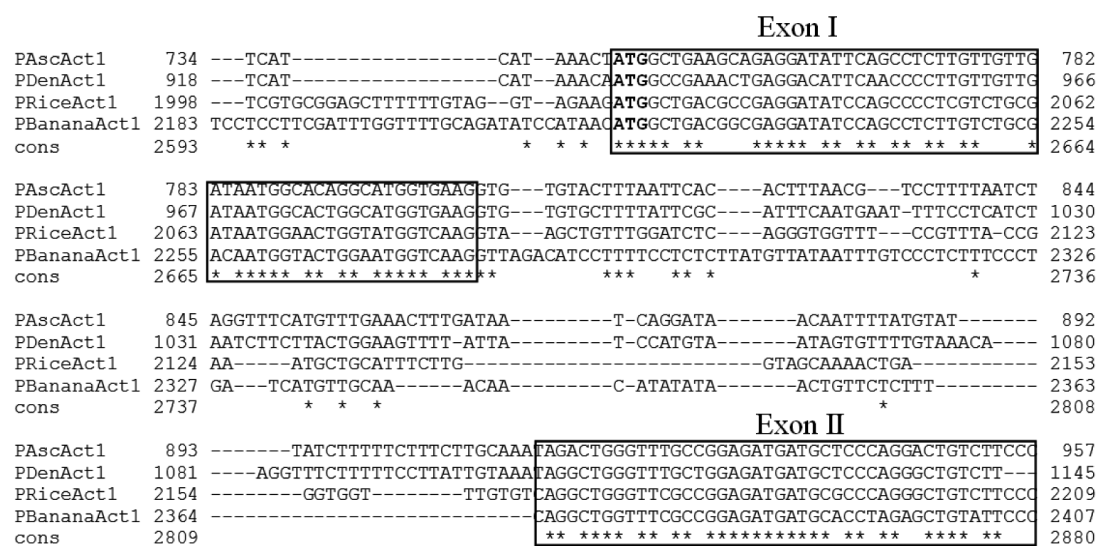 Exon I
PAscAct1 734 ---TCAT------------------CAT--AAACTATGGCTGAAGCAGAGGATATTCAGCCTCTTGTTGTTG 782
PDenAct1 918 ---TCAT------------------CAT--AAACAATGGCCGAAACTGAGGACATTCAACCCCTTGTTGTTG 966
PRiceAct1 1998 ---TCGTGCGGAGCTTTTTTGTAG--GT--AGAAGATGGCTGACGCCGAGGATATCCAGCCCCTCGTCTGCG 2062
PBananaAct1 2183 TCCTCCTTCGATTTGGTTTTGCAGATATCCATAACATGGCTGACGGCGAGGATATCCAGCCTCTTGTCTGCG 2254
cons 2593    ** *                    *  * *  ***** **    ***** ** ** ** ** ** **    * 2664
PAscAct1 783 ATAATGGCACAGGCATGGTGAAGGTG---TGTACTTTAATTCAC----ACTTTAACG---TCCTTTTAATCT 844
PDenAct1 967 ATAATGGCACTGGCATGGTGAAGGTG---TGTGCTTTTATTCGC----ATTTCAATGAAT-TTTCCTCATCT 1030
PRiceAct1 2063 ATAATGGAACTGGTATGGTCAAGGTA---AGCTGTTTGGATCTC----AGGGTGGTTT---CCGTTTA-CCG 2123
PBananaAct1 2255 ACAATGGTACTGGAATGGTCAAGGTTAGACATCCTTTTCCTCTCTTATGTTATAATTTGTCCCTCTTTCCCT 2326
cons 2665 * ***** ** ** ***** *****         ***   ** *                      *      2736
PAscAct1 845 AGGTTTCATGTTTGAAACTTTGATAA---------T-CAGGATA------ACAATTTTATGTAT------- 892
PDenAct1 1031 AATCTTCTTACTGGAAGTTTT-ATTA---------T-CCATGTA------ATAGTGTTTTGTAAACA---- 1080
PRiceAct1 2124 AA-----ATGCTGCATTTCTTG--------------------------GTAGCAAAACTGA----------- 2153
PBananaAct1 2327 GA---TCATGTTGCAA------ACAA---------C-ATATATA------ACTGTTCTCTTT--------- 2363
cons 2737         *  *  *                                           *              2808
Exon II
PAscAct1 893 -------TATCTTTTTCTTTCTTGCAAATAGACTGGGTTTGCCGGAGATGATGCTCCCAGGACTGTCTTCCC 957
PDenAct1 1081 ----AGGTTTCTTTTTCCTTATTGTAAATAGGCTGGGTTTGCTGGAGATGATGCTCCCAGGGCTGTCTT--- 1145
PRiceAct1 2154 --------GGTGGT--------TTGTGTCAGGCTGGGTTCGCCGGAGATGATGCGCCCAGGGCTGTCTTCCC 2209
PBananaAct1 2364 ----------------------------CAGGCTGGTTTCGCCGGAGATGATGCACCTAGAGCTGTATTCCC 2407
cons 2809                              ** **** ** ** *********** ** **  **** **    2880